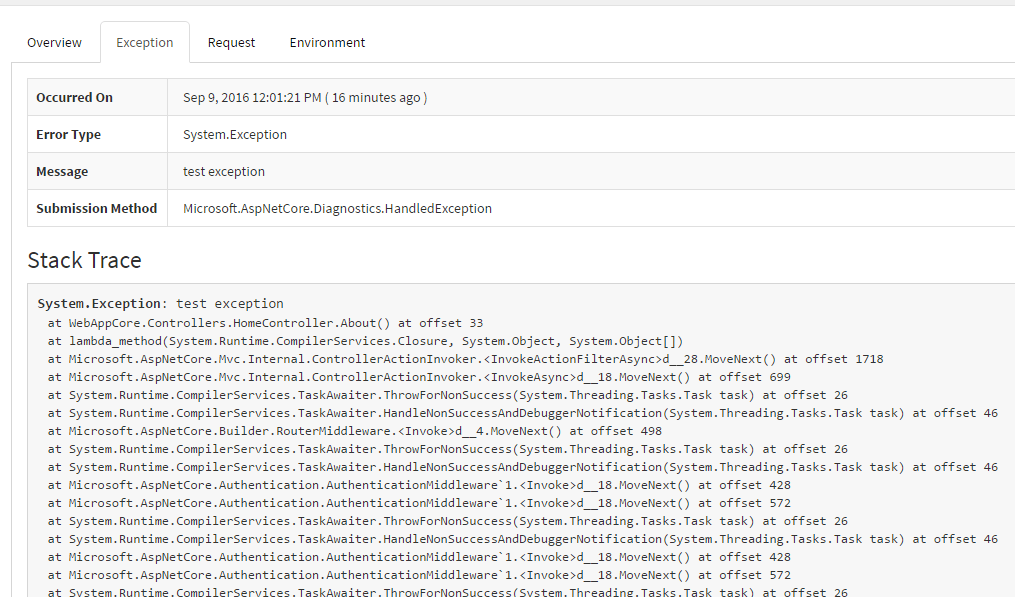 Overview Exception Request Environment
Occurred On Sep 9, 2016 12:01:21 PM ( 16 minutes ago )
Error Type System.Exception
Message test exception
Submission Method Microsoft.AspNetCore.Diagnostics.HandledException
Stack Trace
System.Exception: test exception
at WebAppCore.Controllers.HomeController.About() at offset 33
at lambda_method(System.Runtime.CompilerServices.Closure, System.Object, System.Object[])
at Microsoft.AspNetCore.Mvc.Internal.ControllerActionInvoker.<InvokeActionFilterAsync>d__28.MoveNext() at offset 1718
at Microsoft.AspNetCore.Mvc.Internal.ControllerActionInvoker.<InvokeAsync>d__18.MoveNext() at offset 699
at System.Runtime.CompilerServices.TaskAwaiter.ThrowForNonSuccess(System.Threading.Tasks.Task task) at offset 26
at System.Runtime.CompilerServices.TaskAwaiter.HandleNonSuccessAndDebuggerNotification(System.Threading.Tasks.Task task) at offset 46
at Microsoft.AspNetCore.Builder.RouterMiddleware.<Invoke>d__4.MoveNext() at offset 498
at System.Runtime.CompilerServices.TaskAwaiter.ThrowForNonSuccess(System.Threading.Tasks.Task task) at offset 26
at System.Runtime.CompilerServices.TaskAwaiter.HandleNonSuccessAndDebuggerNotification(System.Threading.Tasks.Task task) at offset 46
at Microsoft.AspNetCore.Authentication.AuthenticationMiddleware`1.<Invoke>d__18.MoveNext() at offset 428
at Microsoft.AspNetCore.Authentication.AuthenticationMiddleware`1.<Invoke>d__18.MoveNext() at offset 572
at System.Runtime.CompilerServices.TaskAwaiter.ThrowForNonSuccess(System.Threading.Tasks.Task task) at offset 26
at System.Runtime.CompilerServices.TaskAwaiter.HandleNonSuccessAndDebuggerNotification(System.Threading.Tasks.Task task) at offset 46
at Microsoft.AspNetCore.Authentication.AuthenticationMiddleware`1.<Invoke>d__18.MoveNext() at offset 428
at Microsoft.AspNetCore.Authentication.AuthenticationMiddleware`1.<Invoke>d__18.MoveNext() at offset 572
at System.Runtime.CompilerServices.TaskAwaiter.ThrowForNonSuccess(System.Threading.Tasks.Task task) at offset 26